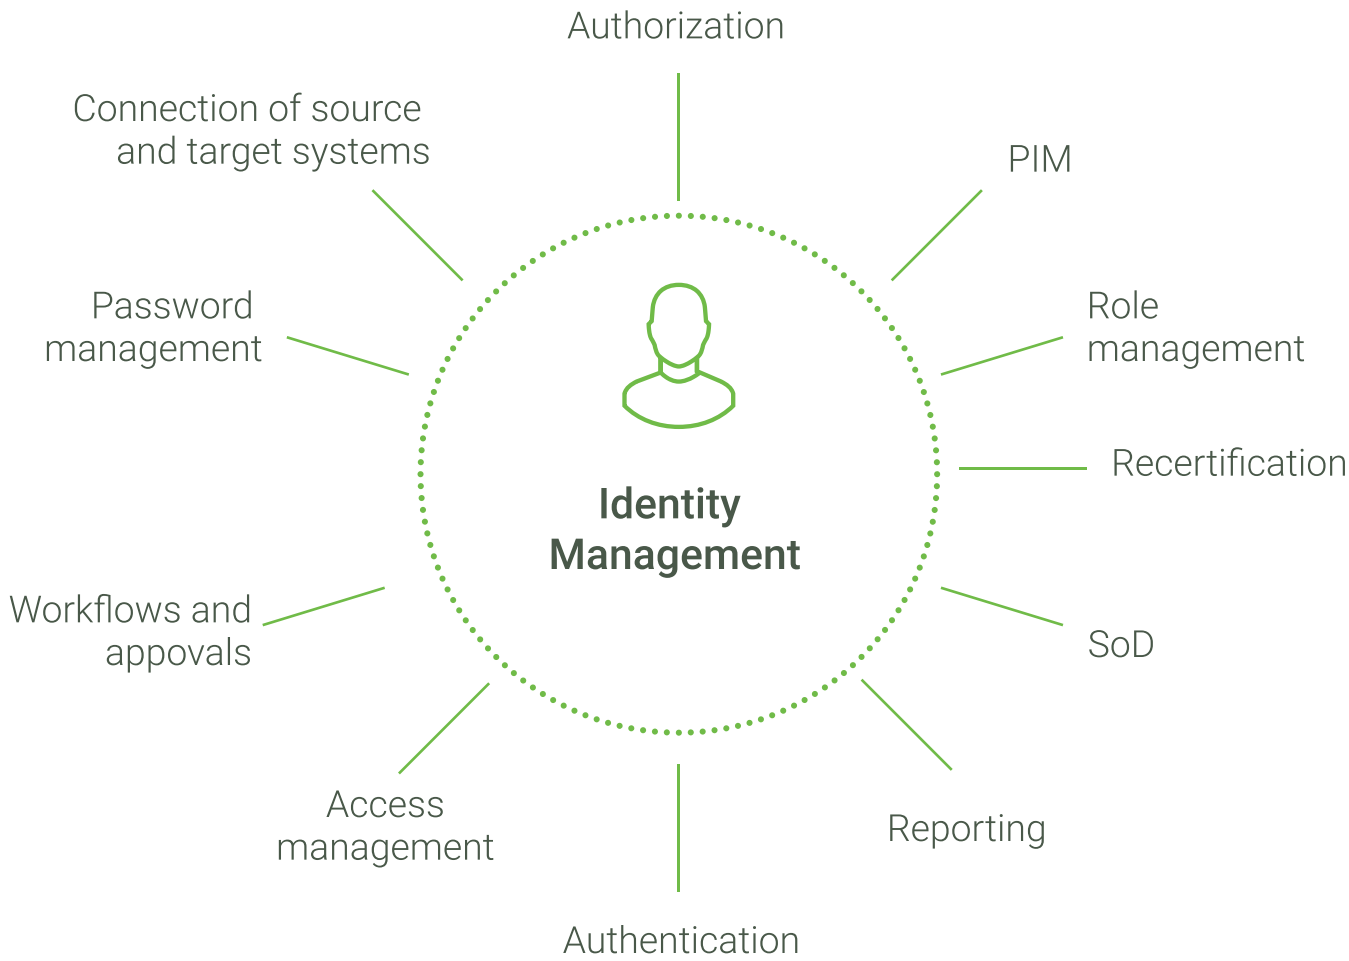 Authorization
Connection of source
and target systems
PIM
Password
management
Role
management
Recertification
Identity
Management
Workflows and
appovals
SoD
Access
management
Reporting
Authentication